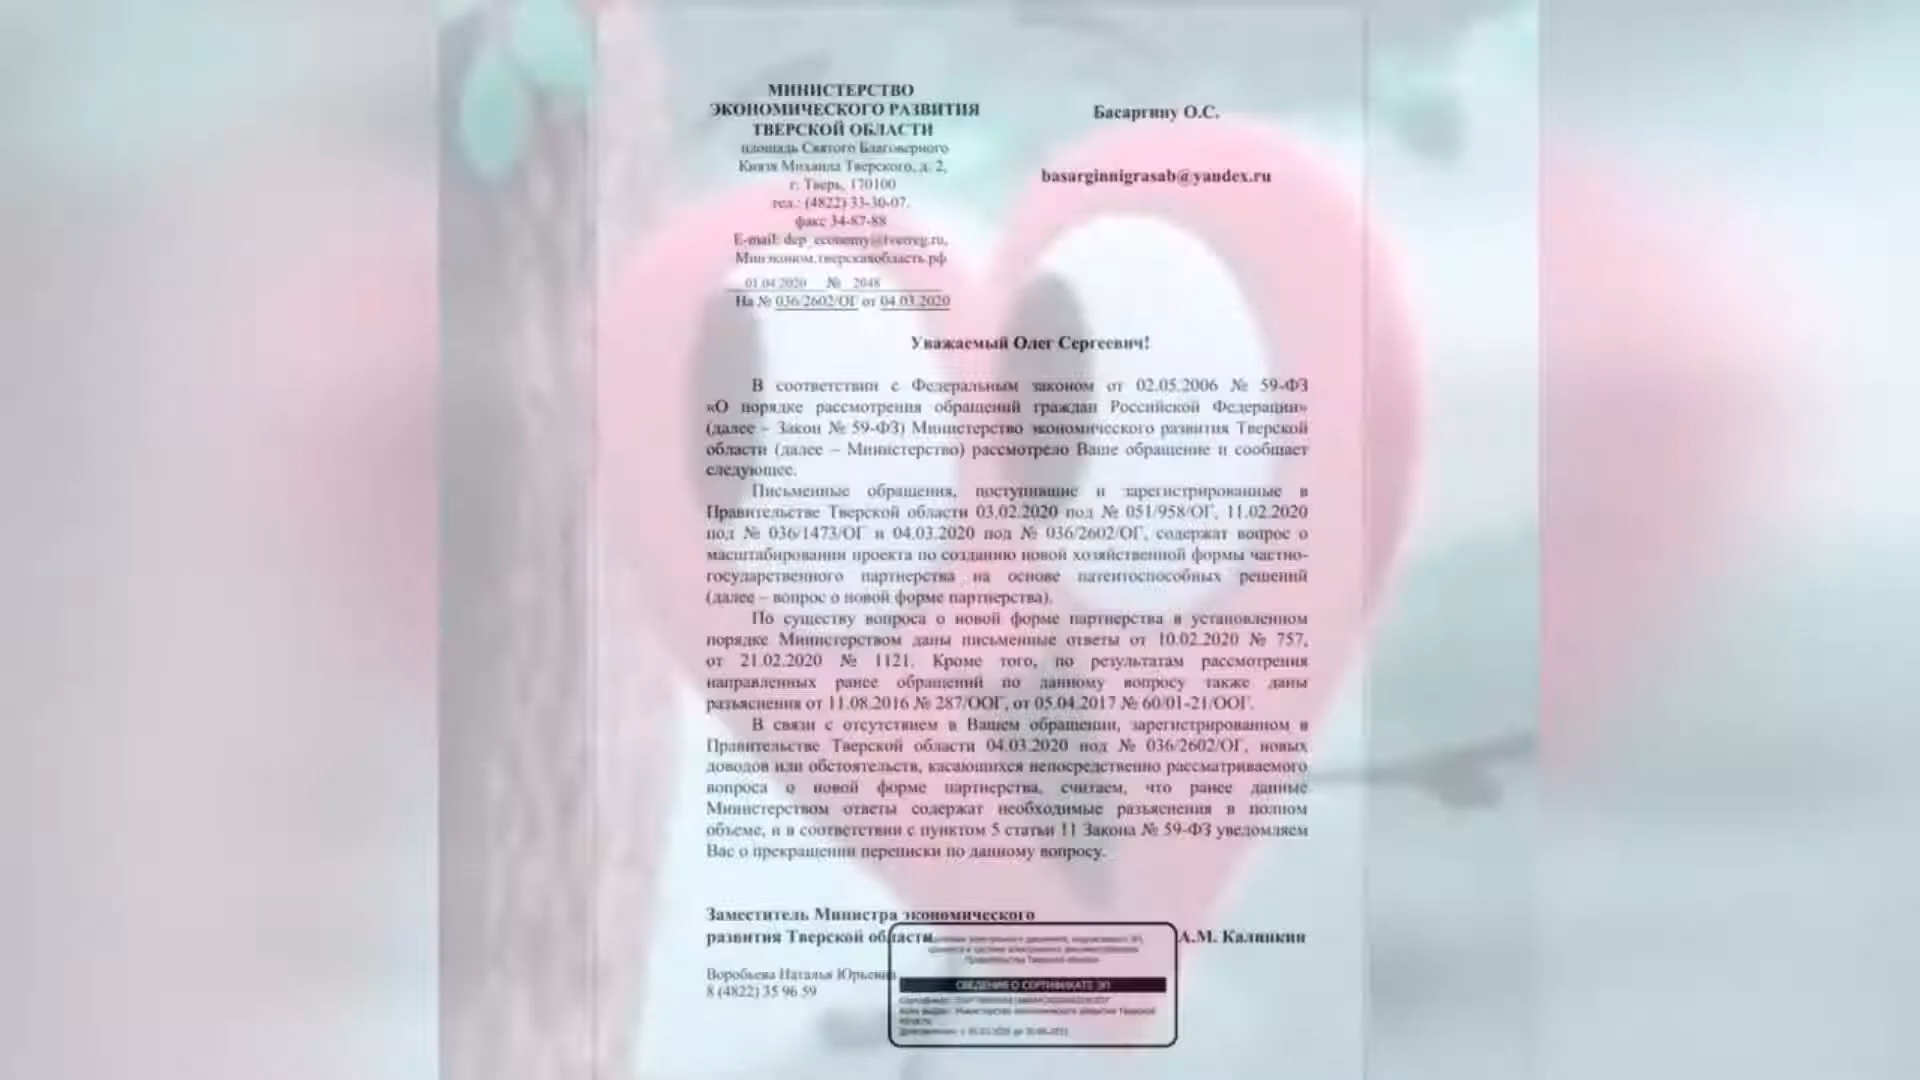 МИНИСТЕРСТВО
ЭКОНОМИЧЕСКОГО РАЗВИТИЯ
ТВЕРСКОЙ ОБЛАСТИ
площадь Святого Благоверного
Князя Михаила Тверского, д. 2,
г. Тверь, 170100
тел.: (4822) 33-30-07.
факс 34-87-88
E-mail: dep_economy@tverreg.ru,
Минэконом.тверскаяобласть.рф
01.04.2020 № 2048
На № 036/2602/ОГ от 04.03.2020
Басаргину О.С.
basarginnigrasab@yandex.ru
Уважаемый Олег Сергеевич!
В соответствии с Федеральным законом от 02.05.2006 № 59-ФЗ
«О порядке рассмотрения обращений граждан Российской Федерации»
(далее – Закон № 59-ФЗ) Министерство экономического развития Тверской
области (далее – Министерство) рассмотрело Ваше обращение и сообщает
следующее.
Письменные обращения, поступившие и зарегистрированные в
Правительстве Тверской области 03.02.2020 под № 051/958/ОГ, 11.02.2020
под № 036/1473/ОГ и 04.03.2020 под № 036/2602/ОГ, содержат вопрос о
масштабировании проекта по созданию новой хозяйственной формы частно-
государственного партнерства на основе патентоспособных решений
(далее – вопрос о новой форме партнерства).
По существу вопроса о новой форме партнерства в установленном
порядке Министерством даны письменные ответы от 10.02.2020 № 757,
от 21.02.2020 № 1121. Кроме того, по результатам рассмотрения
направленных ранее обращений по данному вопросу также даны
разъяснения от 11.08.2016 № 287/ООГ, от 05.04.2017 № 60/01-21/ООГ.
В связи с отсутствием в Вашем обращении, зарегистрированном в
Правительстве Тверской области 04.03.2020 под № 036/2602/ОГ, новых
доводов или обстоятельств, касающихся непосредственно рассматриваемого
вопроса о новой форме партнерства, считаем, что ранее данные
Министерством ответы содержат необходимые разъяснения в полном
объеме, и в соответствии с пунктом 5 статьи 11 Закона № 59-ФЗ уведомляем
Вас о прекращении переписки по данному вопросу.
Заместитель Министра экономического
развития Тверской области
А.М. Калинкин
Воробьева Наталья Юрьевна
8 (4822) 35 96 59
Правительства Тверской области
СВЕДЕНИЯ О СЕРТИФИКАТЕ ЭП